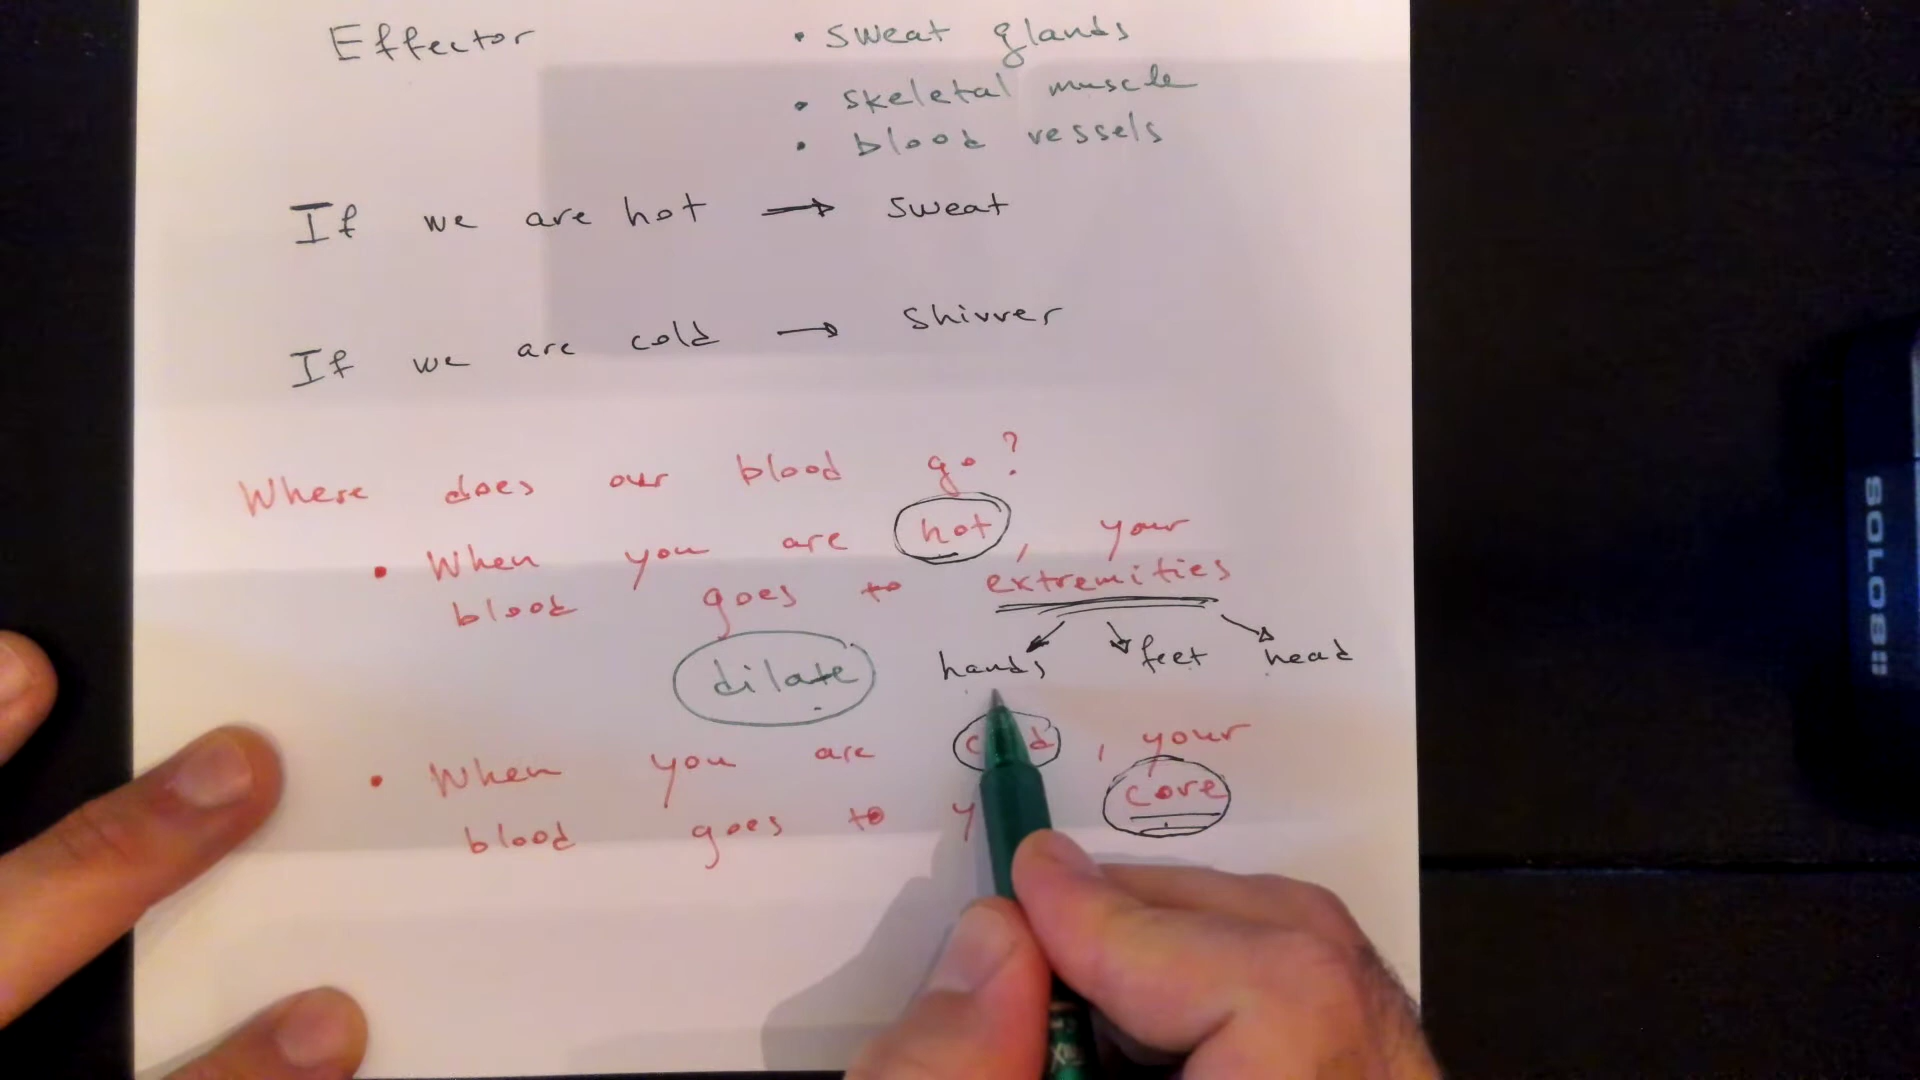 Effector
• sweat glands
• skeletal muscle
• blood vessels
If we are hot → sweat
If we are cold → shivver
Where does our blood go?
• When you are hot, your
blood goes to extremities
dilate hands feet head
• When you are , your
blood goes to core
SOLO8